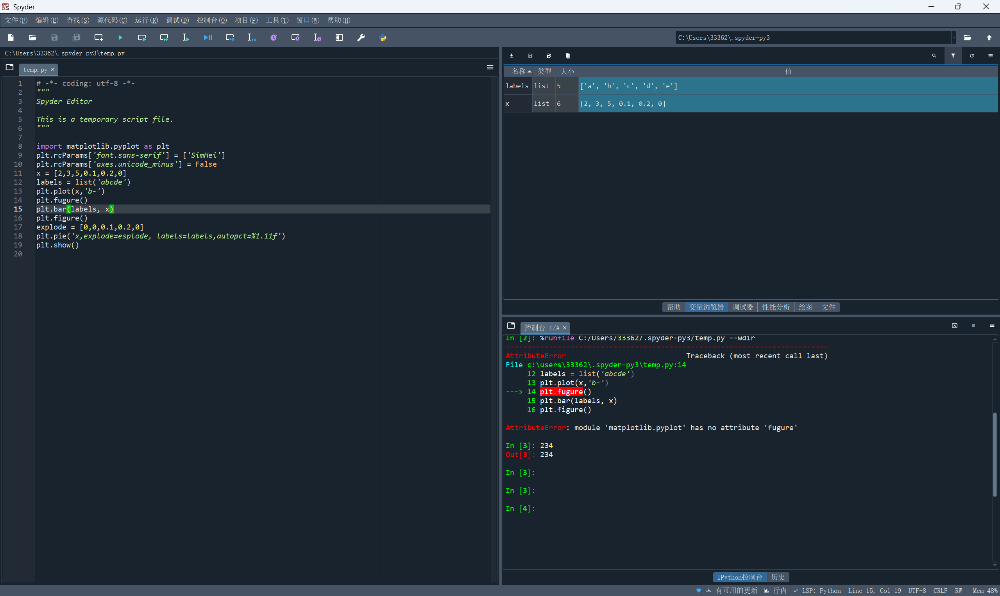 Spyder
文件(F) 编辑(E) 查找(S) 源代码(C) 运行(R) 调试(D) 控制台(O) 项目(P) 工具(T) 窗口(W) 帮助(H)
C:\Users\33362\.spyder-py3
C:\Users\33362\.spyder-py3\temp.py
temp.py
1 # -*- coding: utf-8 -*-
2 """
3 Spyder Editor
4
5 This is a temporary script file.
6 """
7
8 import matplotlib.pyplot as plt
9 plt.rcParams['font.sans-serif'] = ['SimHei']
10 plt.rcParams['axes.unicode_minus'] = False
11 x = [2,3,5,0.1,0.2,0]
12 labels = list('abcde')
13 plt.plot(x,'b-')
14 plt.fugure()
15 plt.bar(labels, x)
16 plt.figure()
17 explode = [0,0,0.1,0.2,0]
18 plt.pie('x,explode=esplode, labels=labels,autopct=%1.11f')
19 plt.show()
20
名称 类型 大小 值
labels list 5 ['a', 'b', 'c', 'd', 'e']
x list 6 [2, 3, 5, 0.1, 0.2, 0]
帮助 变量浏览器 调试器 性能分析 绘图 文件
控制台 1/A
In [2]: %runfile C:/Users/33362/.spyder-py3/temp.py --wdir
---------------------------------------------------------------------------
AttributeError Traceback (most recent call last)
File c:\users\33362\.spyder-py3\temp.py:14
12 labels = list('abcde')
13 plt.plot(x,'b-')
---> 14 plt.fugure()
15 plt.bar(labels, x)
16 plt.figure()
AttributeError: module 'matplotlib.pyplot' has no attribute 'fugure'
In [3]: 234
Out[3]: 234
In [3]:
In [3]:
In [4]:
IPython控制台 历史
有可用的更新 行内 LSP: Python Line 15, Col 19 UTF-8 CRLF RW Mem 48%